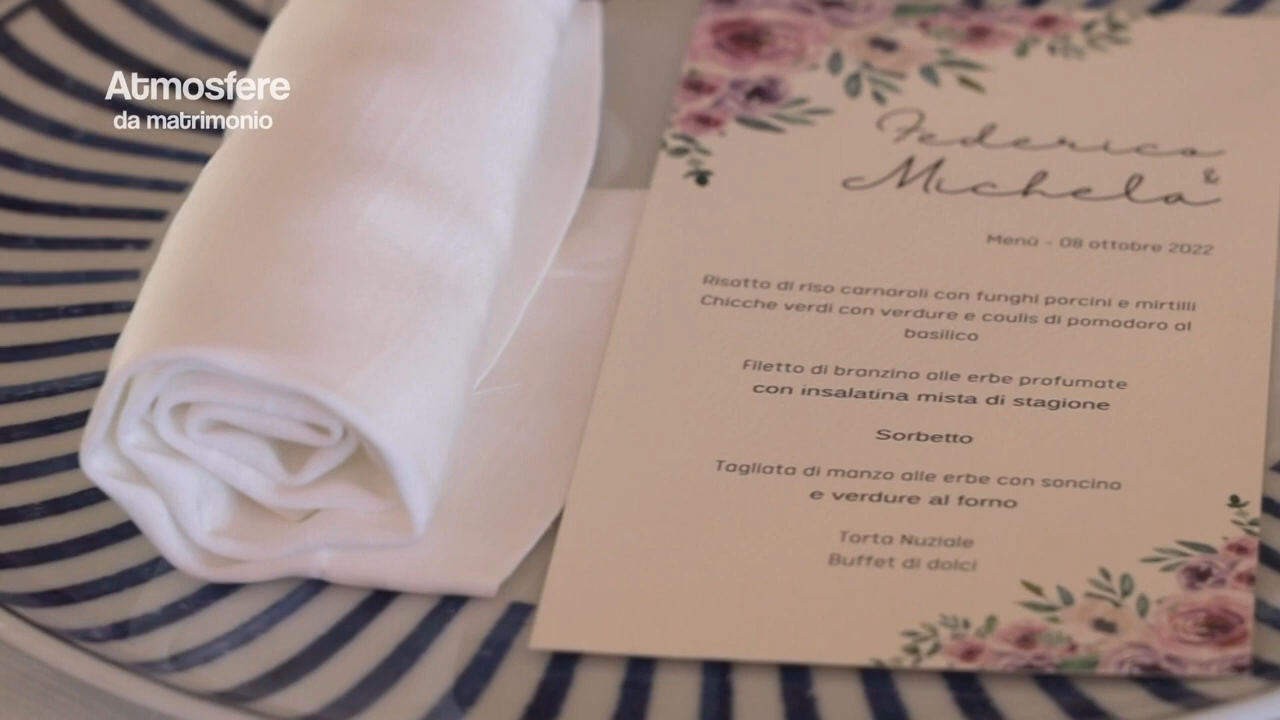 Atmosfere
da matrimonio
Federico
&
Michela
Menù - 08 ottobre 2022
Risotto di riso carnaroli con funghi porcini e mirtilli
Chicche verdi con verdure e coulis di pomodoro al
basilico
Filetto di branzino alle erbe profumate
con insalatina mista di stagione
Sorbetto
Tagliata di manzo alle erbe con soncino
e verdure al forno
Torta Nuziale
Buffet di dolci